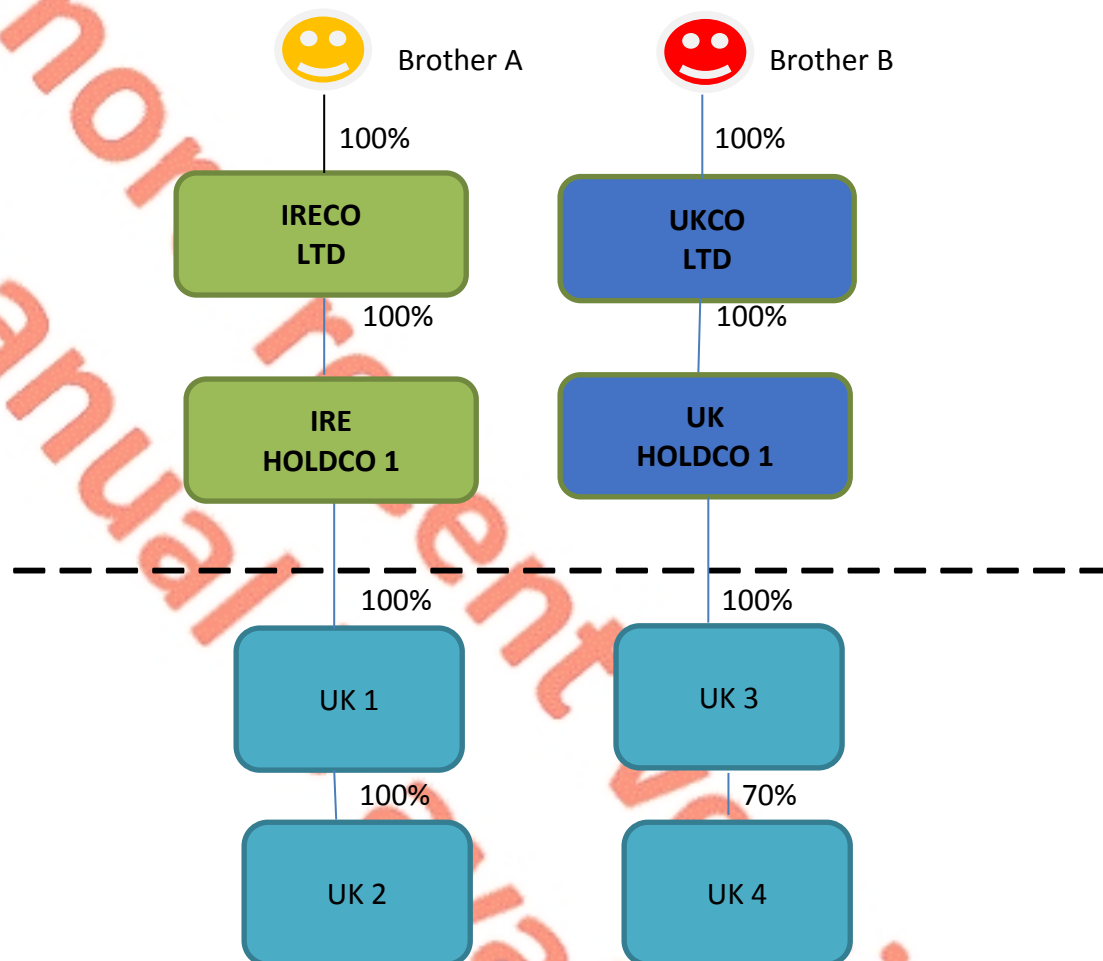 Brother A
Brother B
100%
100%
IRECO
LTD
UKCO
LTD
100%
100%
IRE
HOLDCO 1
UK
HOLDCO 1
100%
100%
UK 1
UK 3
100%
70%
UK 2
UK 4